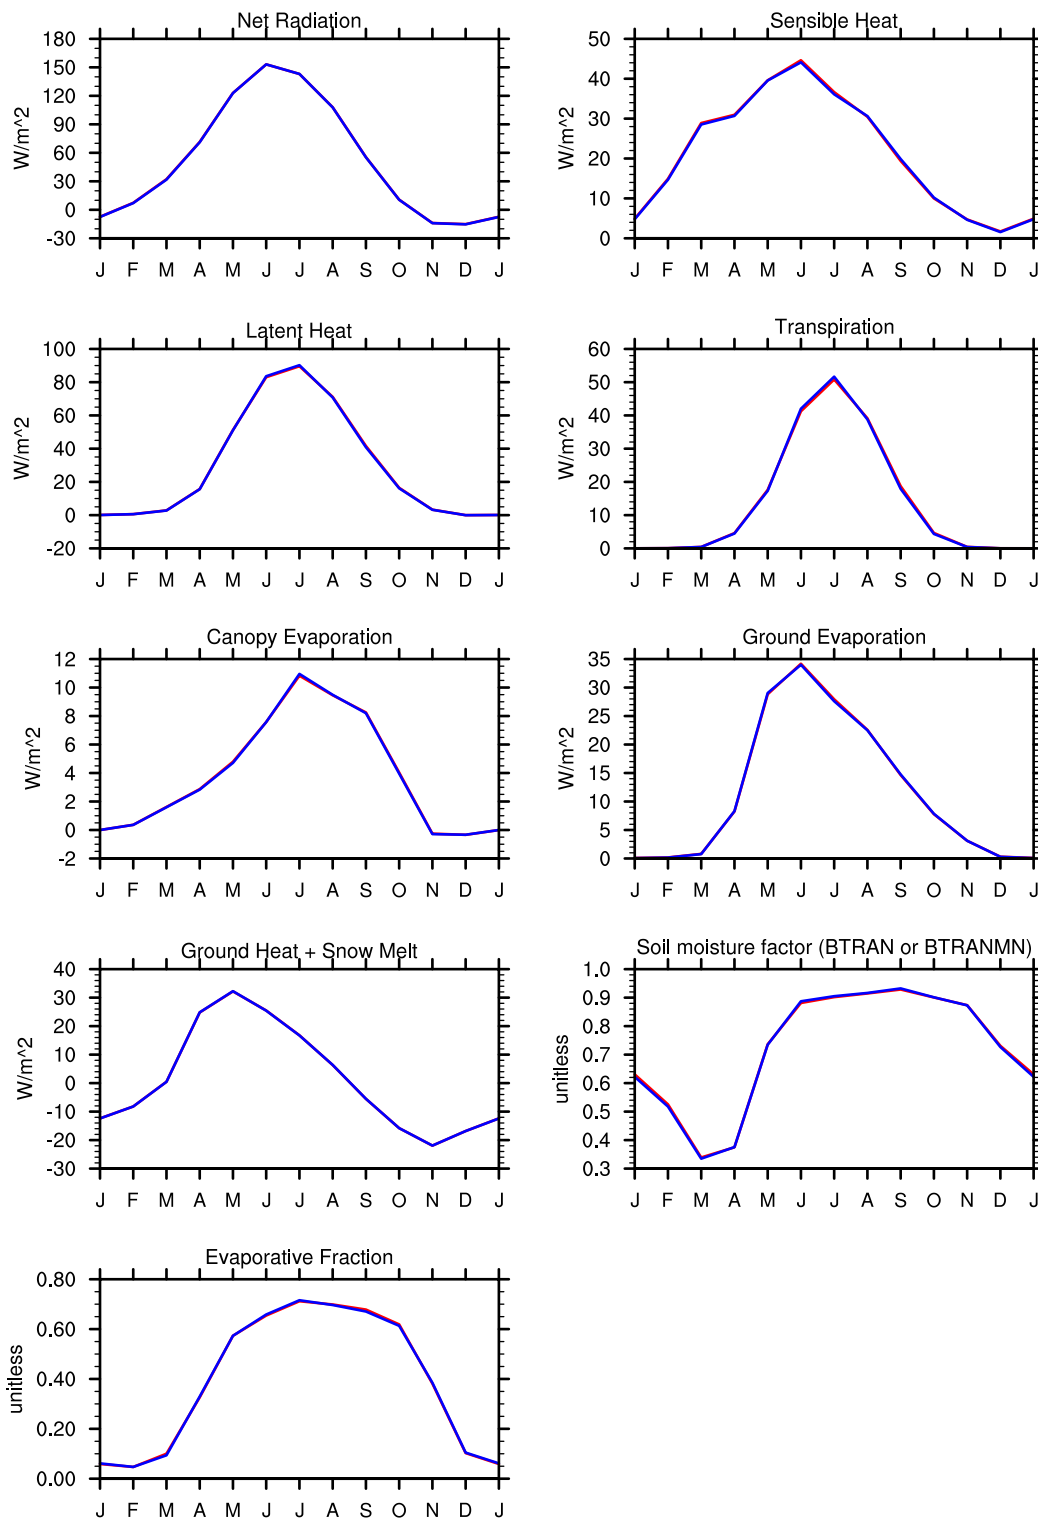 Net Radiation
180
150
120
90
60
30
0
-30
W/m^2
J F M A M J J A S O N D J
Sensible Heat
50
40
30
20
10
0
W/m^2
J F M A M J J A S O N D J
Latent Heat
100
80
60
40
20
0
-20
W/m^2
J F M A M J J A S O N D J
Transpiration
60
50
40
30
20
10
0
W/m^2
J F M A M J J A S O N D J
Canopy Evaporation
12
10
8
6
4
2
0
-2
W/m^2
J F M A M J J A S O N D J
Ground Evaporation
35
30
25
20
15
10
5
0
W/m^2
J F M A M J J A S O N D J
Ground Heat + Snow Melt
40
30
20
10
0
-10
-20
-30
W/m^2
J F M A M J J A S O N D J
Soil moisture factor (BTRAN or BTRANMN)
1.0
0.9
0.8
0.7
0.6
0.5
0.4
0.3
unitless
J F M A M J J A S O N D J
Evaporative Fraction
0.80
0.60
0.40
0.20
0.00
unitless
J F M A M J J A S O N D J